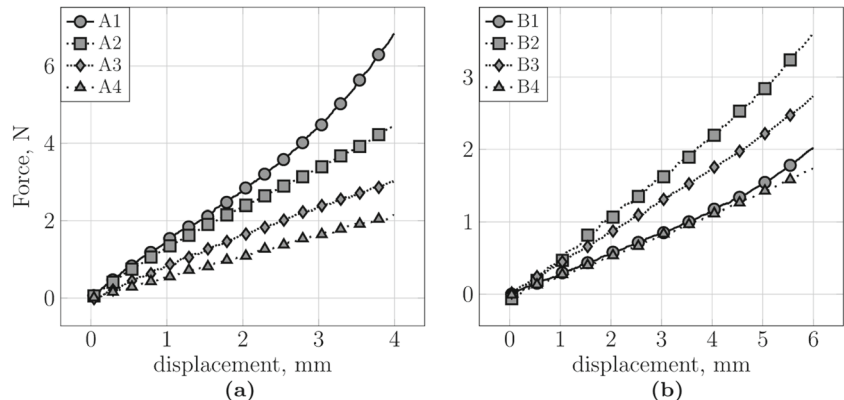 A1
A2
A3
A4
Force, N
6
4
2
0
0 1 2 3 4
displacement, mm
(a)
B1
B2
B3
B4
3
2
1
0
0 1 2 3 4 5 6
displacement, mm
(b)